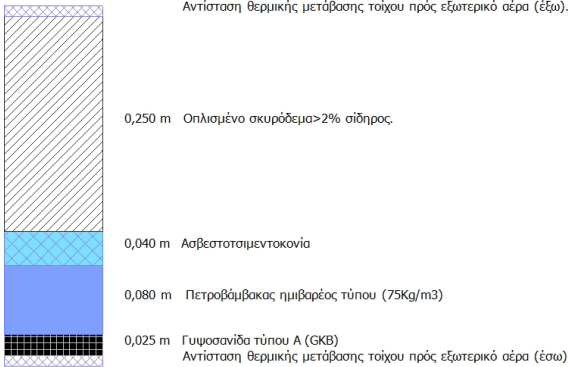 Αντίσταση θερμικής μετάβασης τοίχου πρός εξωτερικό αέρα (έξω).
0,250 m Οπλισμένο σκυρόδεμα>2% σίδηρος.
0,040 m Ασβεστοτσιμεντοκονία
0,080 m Πετροβάμβακας ημιβαρέος τύπου (75Kg/m3)
0,025 m Γυψοσανίδα τύπου Α (GKB)
Αντίσταση θερμικής μετάβασης τοίχου πρός εξωτερικό αέρα (έσω)